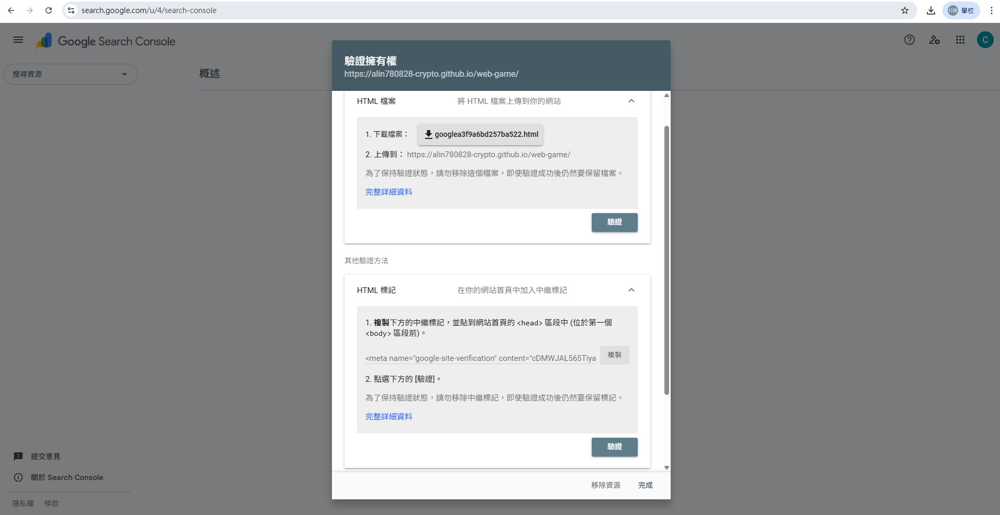 search.google.com/u/4/search-console
行政 學校
Google Search Console
C
搜尋資源
概述
驗證擁有權
https://alin780828-crypto.github.io/web-game/
HTML 檔案 將 HTML 檔案上傳到你的網站
1. 下載檔案： googlea3f9a6bd257ba522.html
2. 上傳到： https://alin780828-crypto.github.io/web-game/
為了保持驗證狀態，請勿移除這個檔案，即使驗證成功後仍然要保留檔案。
完整詳細資料
驗證
其他驗證方法
HTML 標記 在你的網站首頁中加入中繼標記
1. 複製下方的中繼標記，並貼到網站首頁的 <head> 區段中 (位於第一個
<body> 區段前)。
<meta name="google-site-verification" content="cDMWJAL565Tiya
複製
2. 點選下方的 [驗證]。
為了保持驗證狀態，請勿移除中繼標記，即使驗證成功後仍然要保留標記。
完整詳細資料
驗證
移除資源 完成
提交意見
關於 Search Console
隱私權 條款